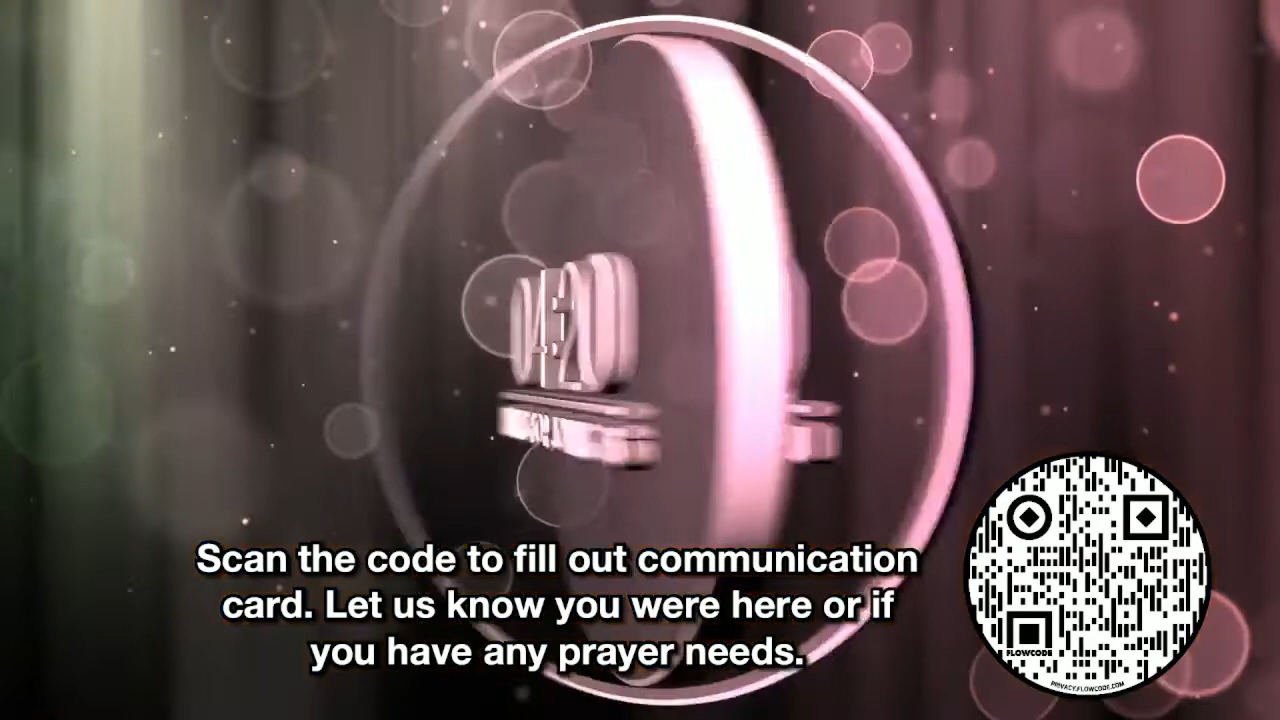 04:20
Scan the code to fill out communication
card. Let us know you were here or if
you have any prayer needs.
FLOWCODE
PRIVACY.FLOWCODE.COM